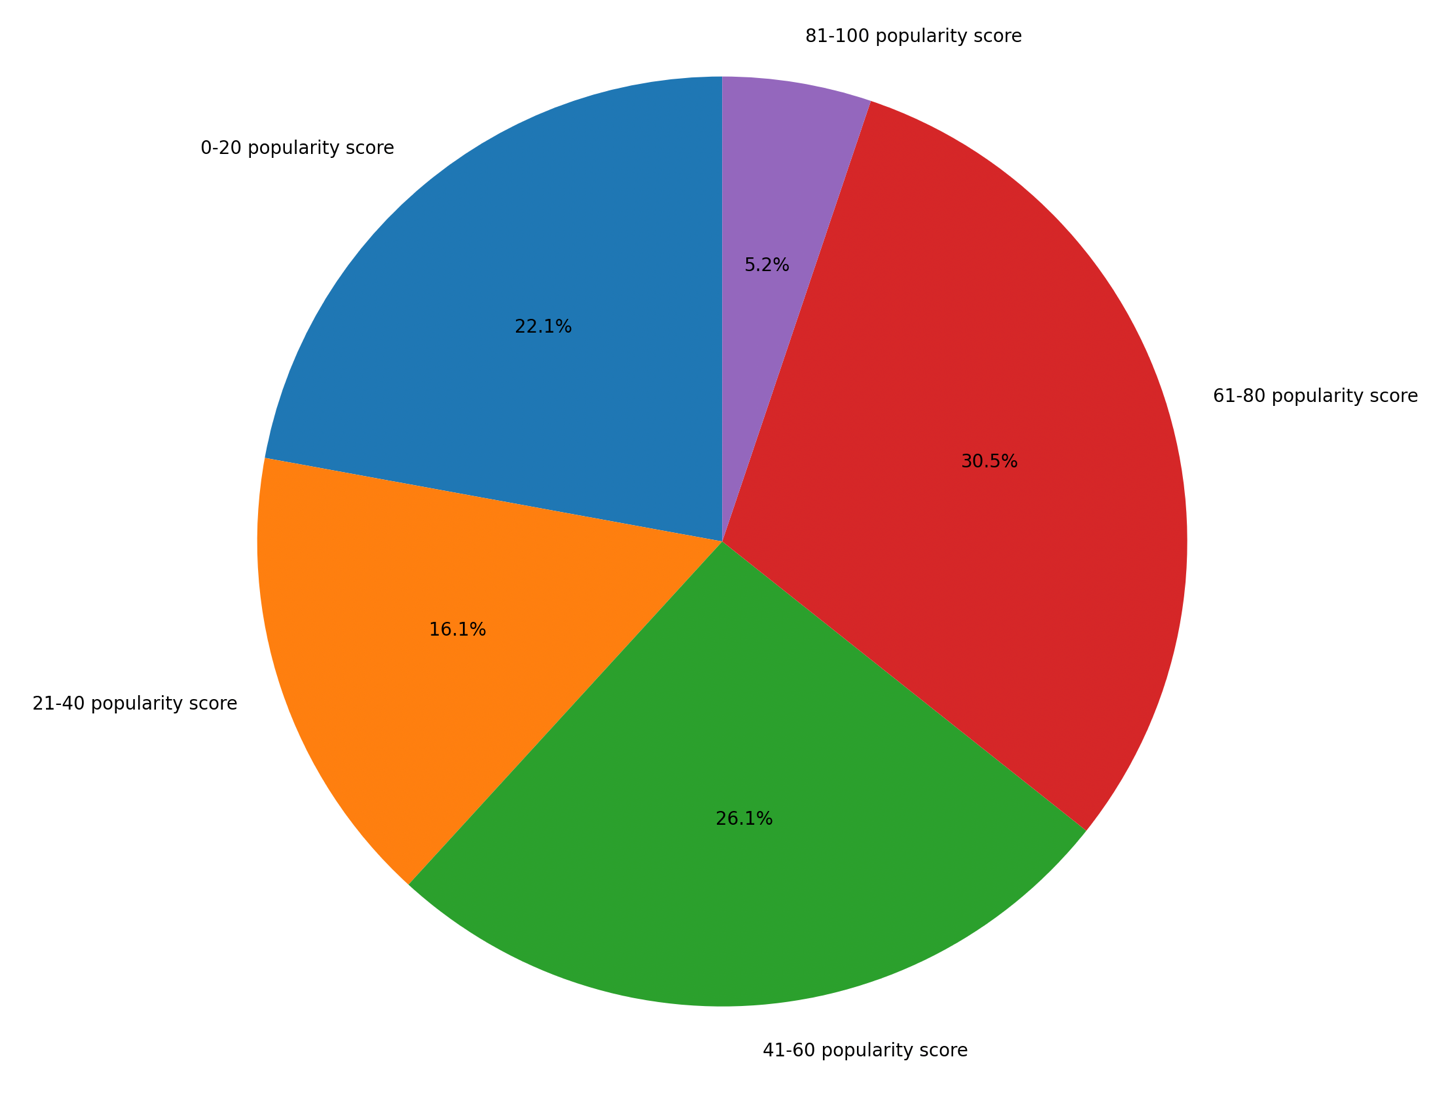 81-100 popularity score
0-20 popularity score
5.2%
22.1%
61-80 popularity score
30.5%
16.1%
21-40 popularity score
26.1%
41-60 popularity score